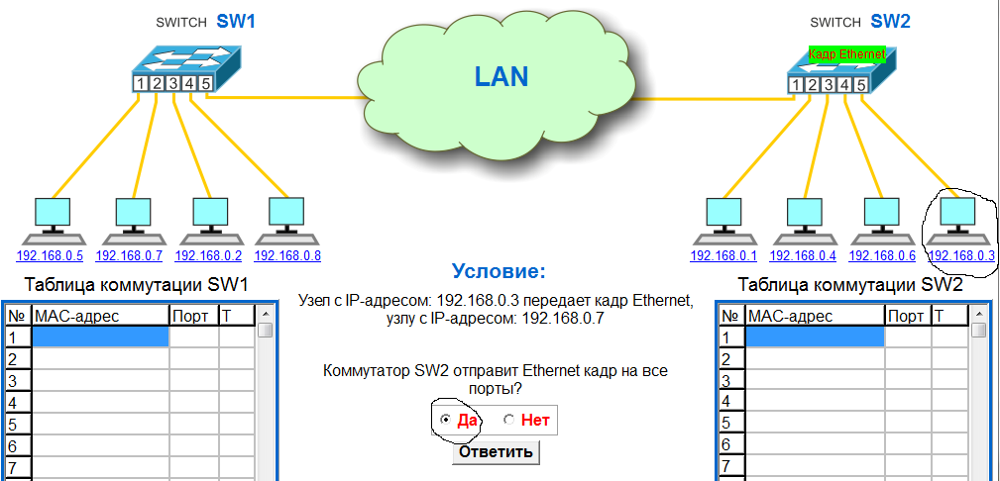 SWITCH SW1
SWITCH SW2
Кадр Ethernet
LAN
1 2 3 4 5
1 2 3 4 5
192.168.0.5 192.168.0.7 192.168.0.2 192.168.0.8
192.168.0.1 192.168.0.4 192.168.0.6 192.168.0.3
Таблица коммутации SW1
№ MAC-адрес Порт T
1
2
3
4
5
6
7
Условие:
Узел с IP-адресом: 192.168.0.3 передает кадр Ethernet,
узлу с IP-адресом: 192.168.0.7
Коммутатор SW2 отправит Ethernet кадр на все
порты?
Да Нет
Ответить
Таблица коммутации SW2
№ MAC-адрес Порт T
1
2
3
4
5
6
7